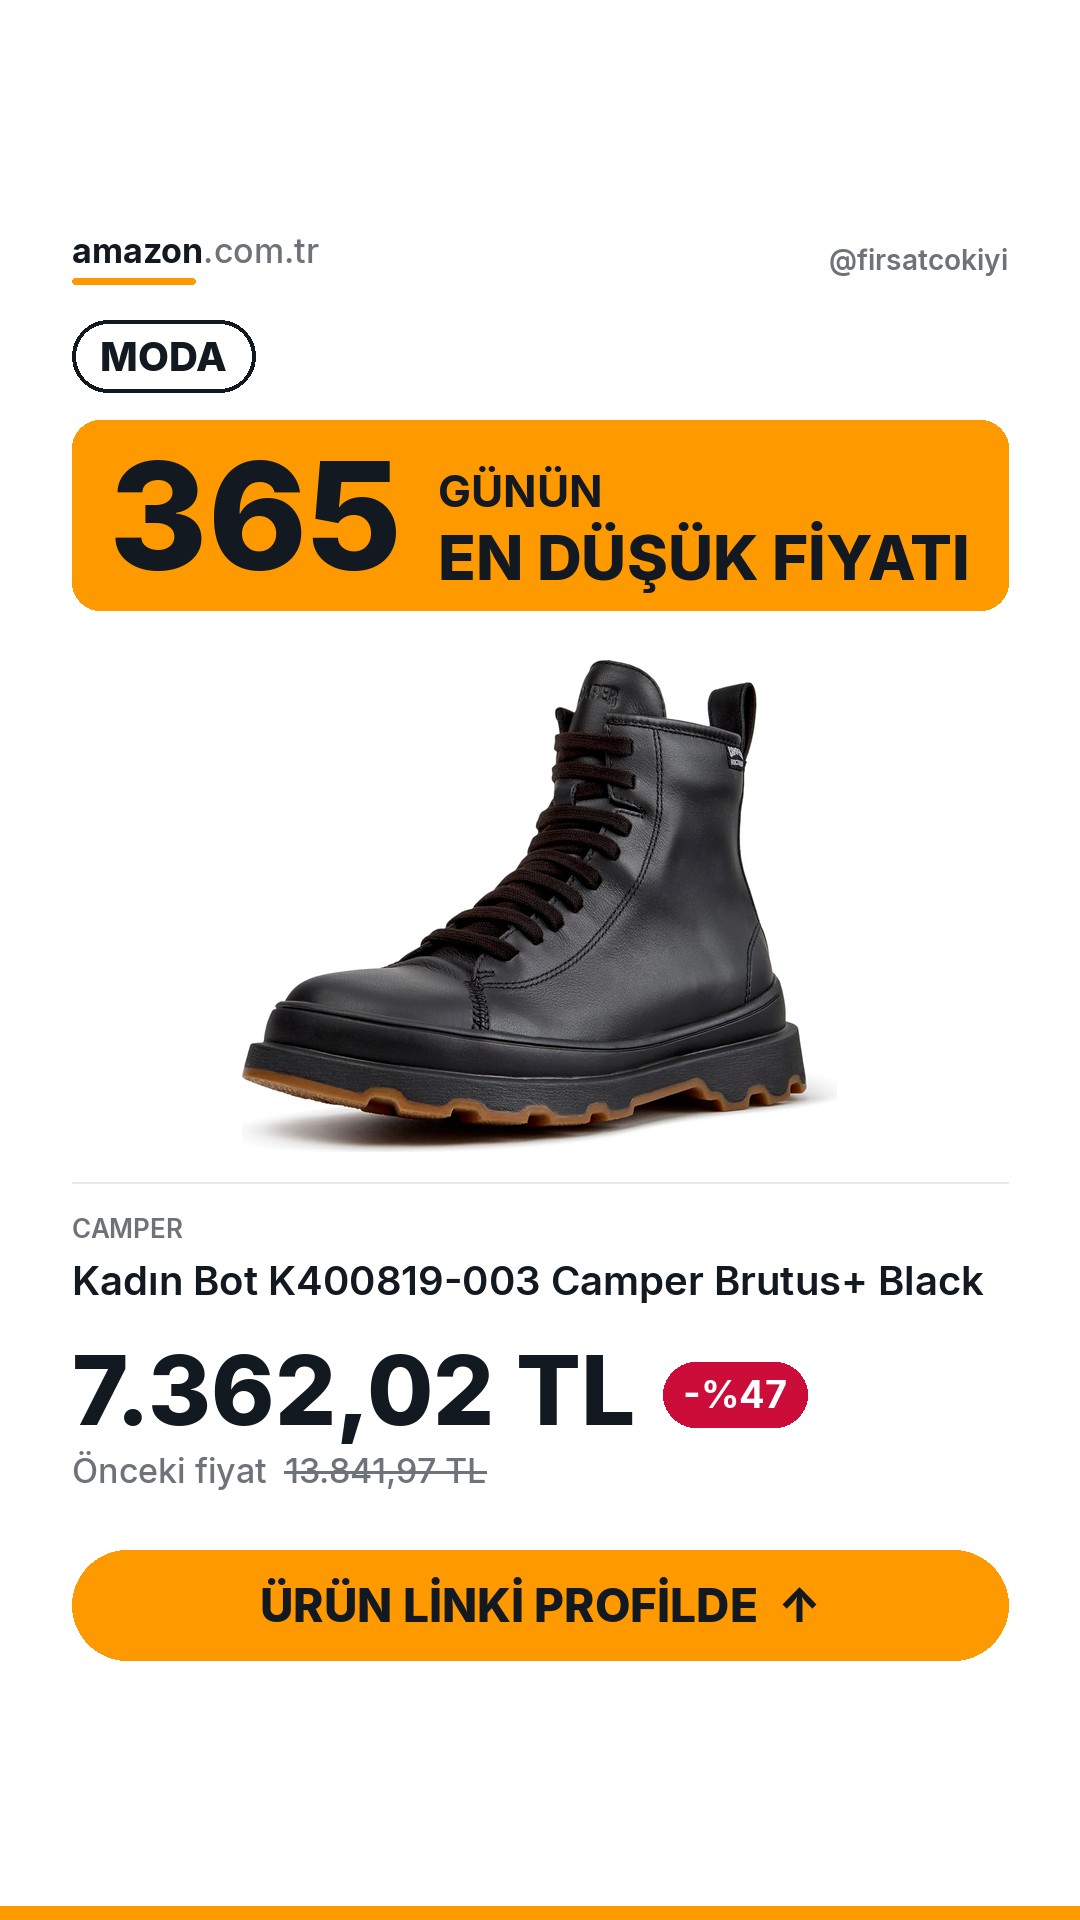 amazon.com.tr
@firsatcokiyi
MODA
365 GÜNÜN
EN DÜŞÜK FİYATI
CAMPER
Kadın Bot K400819-003 Camper Brutus+ Black
7.362,02 TL -%47
Önceki fiyat 13.841,97 TL
ÜRÜN LİNKİ PROFİLDE ↑